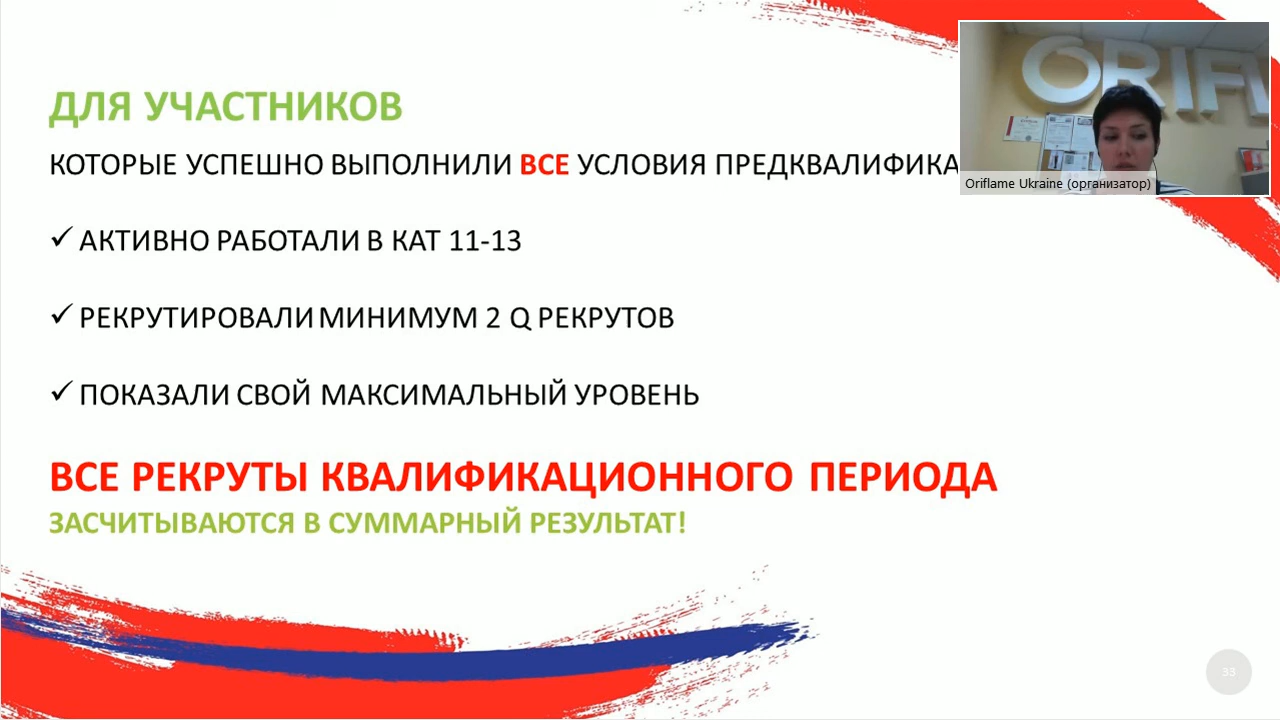 ДЛЯ УЧАСТНИКОВ
КОТОРЫЕ УСПЕШНО ВЫПОЛНИЛИ ВСЕ УСЛОВИЯ ПРЕДКВАЛИФИКА
✓ АКТИВНО РАБОТАЛИ В КАТ 11-13
✓ РЕКРУТИРОВАЛИ МИНИМУМ 2 Q РЕКРУТОВ
✓ ПОКАЗАЛИ СВОЙ МАКСИМАЛЬНЫЙ УРОВЕНЬ
ВСЕ РЕКРУТЫ КВАЛИФИКАЦИОННОГО ПЕРИОДА
ЗАСЧИТЫВАЮТСЯ В СУММАРНЫЙ РЕЗУЛЬТАТ!
ORIFL
Oriflame Ukraine (организатор)
33